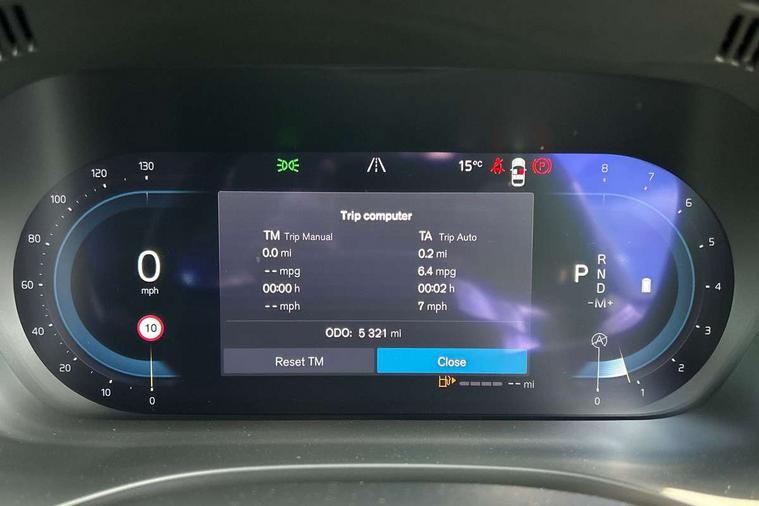 130
120
100
80
60
40
20
10
0
15°C
P
8
7
6
5
4
3
2
1
0
0
mph
10
Trip computer
TM Trip Manual
TA Trip Auto
0.0 mi
0.2 mi
-- mpg
6.4 mpg
00:00 h
00:02 h
-- mph
7 mph
ODO: 5 321 mi
Reset TM
Close
P
R
N
D
-M+
A
-- mi